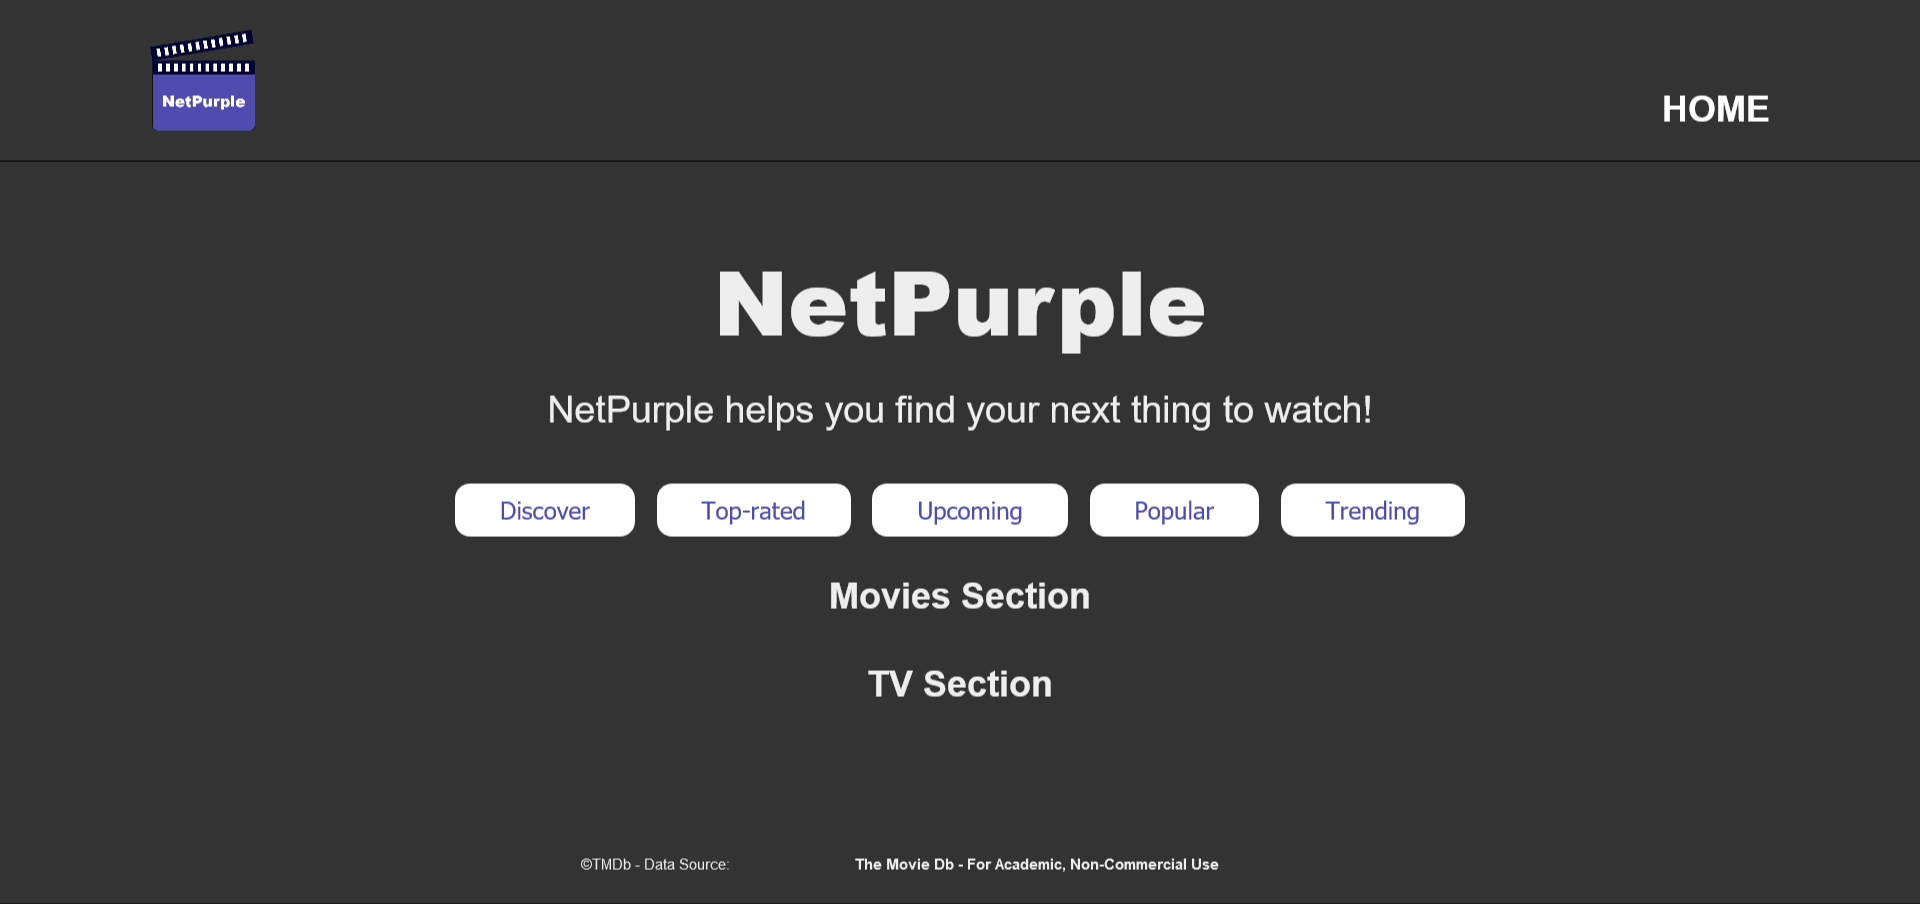 NetPurple
HOME
NetPurple
NetPurple helps you find your next thing to watch!
Discover Top-rated Upcoming Popular Trending
Movies Section
TV Section
©TMDb - Data Source: The Movie Db - For Academic, Non-Commercial Use